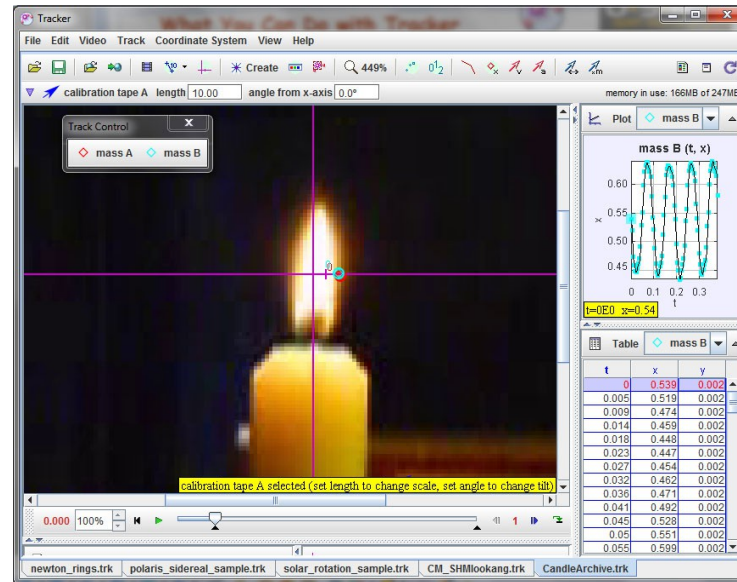 What You Can Do with Tracker
Tracker
File Edit Video Track Coordinate System View Help
Create 449%
calibration tape A length 10.00 angle from x-axis 0.0° memory in use: 166MB of 247MB
Track Control x
mass A mass B
0
Plot mass B
mass B (t, x)
0.60
0.55
0.50
0.45
x
0 0.1 0.2 0.3
t
t=0E0 x=0.54
Table mass B
t x y
0 0.539 0.002
0.005 0.519 0.002
0.009 0.474 0.002
0.014 0.459 0.002
0.018 0.448 0.002
0.023 0.447 0.002
0.027 0.454 0.002
0.032 0.462 0.002
0.036 0.471 0.002
0.041 0.492 0.002
0.045 0.528 0.002
0.05 0.551 0.002
0.055 0.599 0.002
calibration tape A selected (set length to change scale, set angle to change tilt)
0.000 100% 1
newton_rings.trk polaris_sidereal_sample.trk solar_rotation_sample.trk CM_SHMlookang.trk CandleArchive.trk